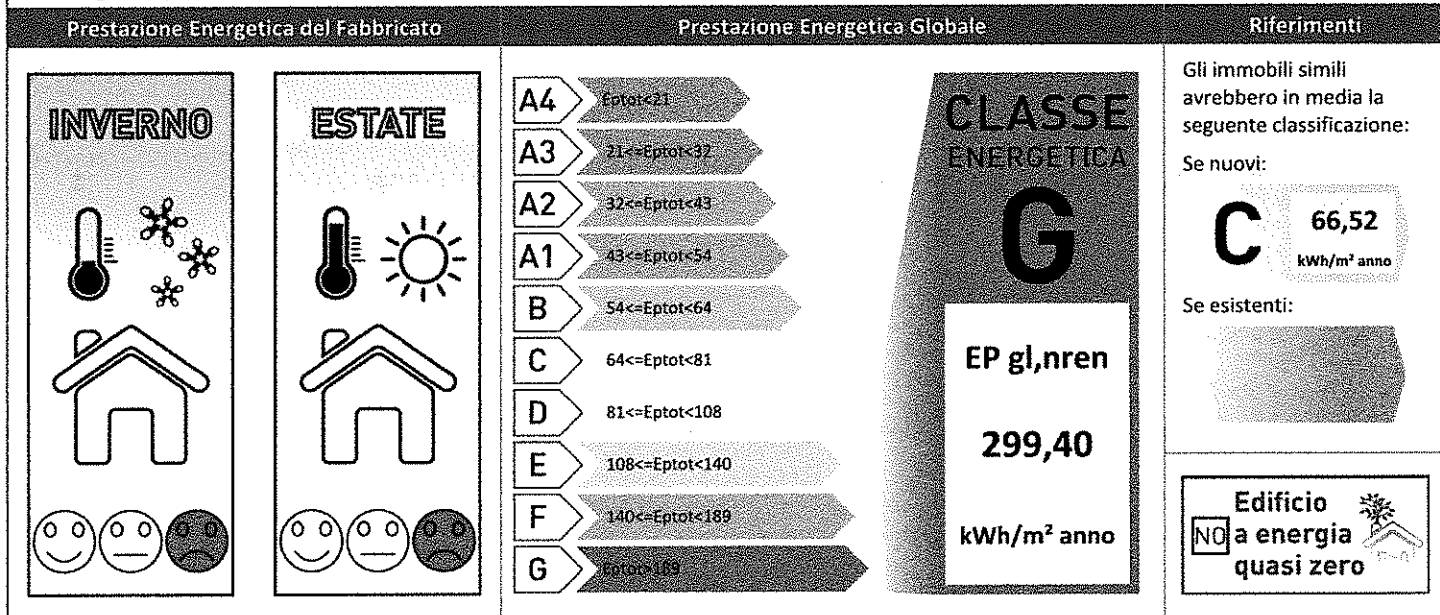 Prestazione Energetica del Fabbricato
INVERNO
ESTATE
Prestazione Energetica Globale
A4 Eptot<21
A3 21<=Eptot<32
A2 32<=Eptot<43
A1 43<=Eptot<54
B 54<=Eptot<64
C 64<=Eptot<81
D 81<=Eptot<108
E 108<=Eptot<140
F 140<=Eptot<189
G Eptot>189
CLASSE
ENERGETICA
G
EP gl,nren
299,40
kWh/m² anno
Riferimenti
Gli immobili simili
avrebbero in media la
seguente classificazione:
Se nuovi:
C 66,52
kWh/m² anno
Se esistenti:
Edificio
NO a energia
quasi zero